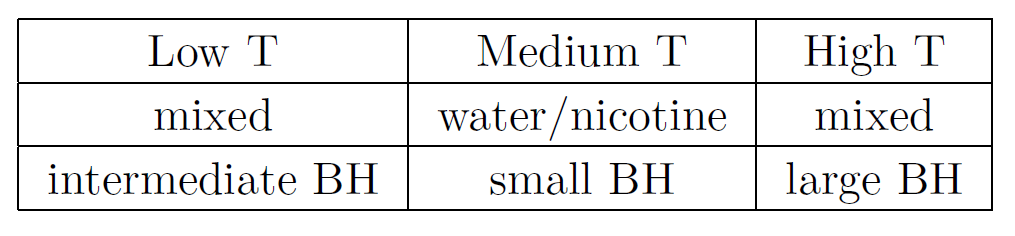 Low T Medium T High T
mixed water/nicotine mixed
intermediate BH small BH large BH